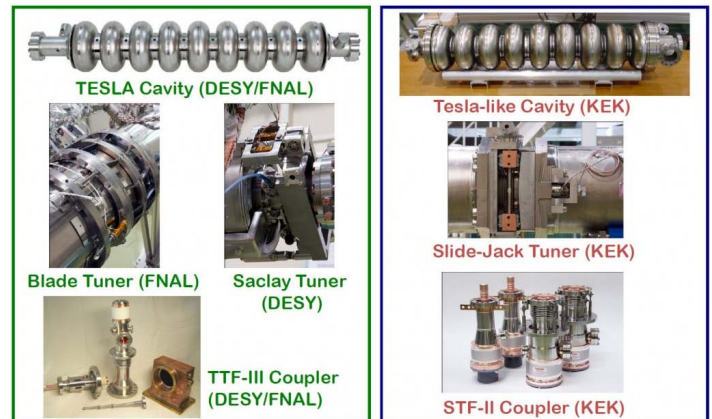 TESLA Cavity (DESY/FNAL)
Blade Tuner (FNAL)
Saclay Tuner
(DESY)
TTF-III Coupler
(DESY/FNAL)
Tesla-like Cavity (KEK)
Slide-Jack Tuner (KEK)
STF-II Coupler (KEK)